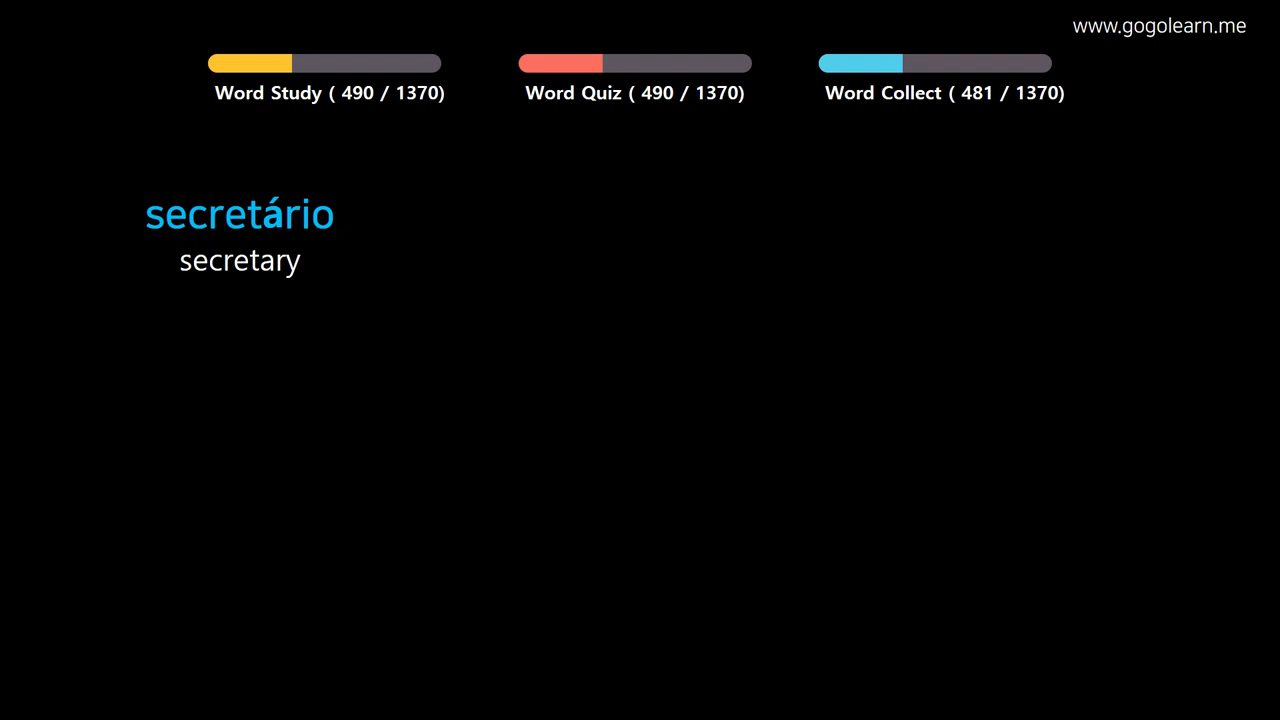 www.gogolearn.me
Word Study ( 490 / 1370)
Word Quiz ( 490 / 1370)
Word Collect ( 481 / 1370)
secretário
secretary